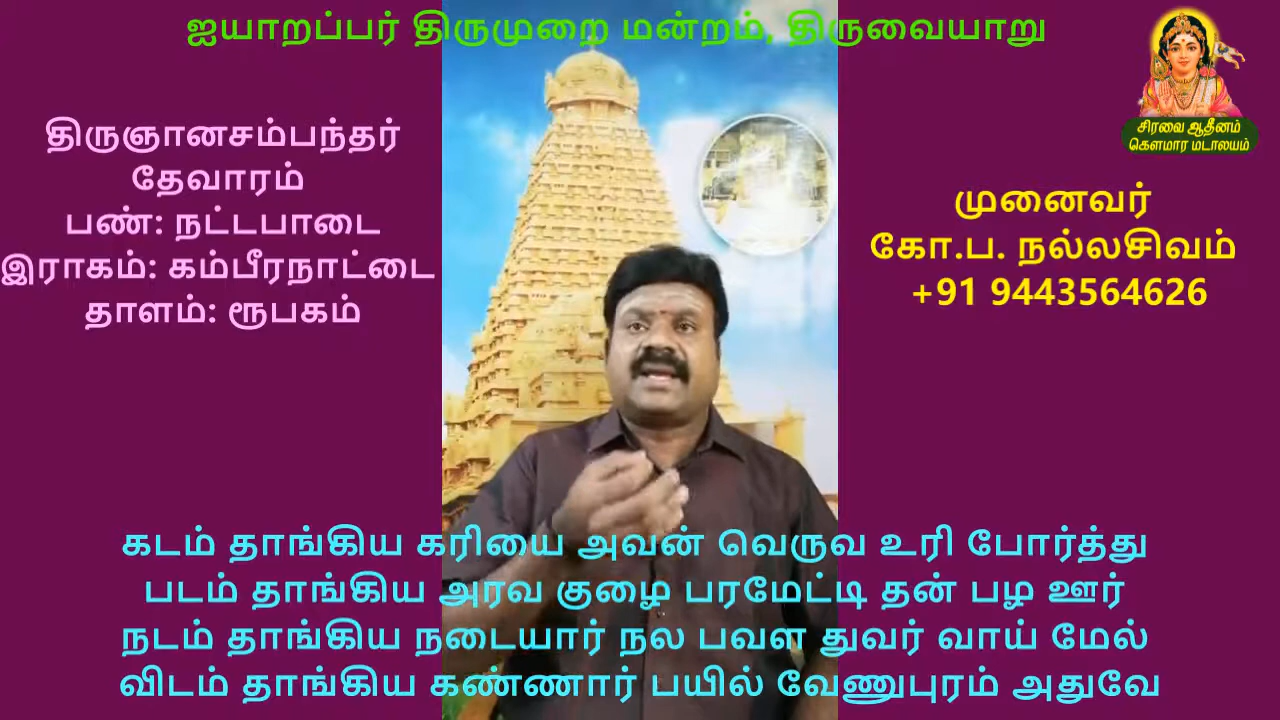 ஐயாறப்பர் திருமுறை மன்றம், திருவையாறு
திருஞானசம்பந்தர்
தேவாரம்
பண்: நட்டபாடை
இராகம்: கம்பீரநாட்டை
தாளம்: ரூபகம்
சிரவை ஆதீனம்
கௌமார மடாலயம்
முனைவர்
கோ.ப. நல்லசிவம்
+91 9443564626
கடம் தாங்கிய கரியை அவன் வெருவ உரி போர்த்து
படம் தாங்கிய அரவ குழை பரமேட்டி தன் பழ ஊர்
நடம் தாங்கிய நடையார் நல பவள துவர் வாய் மேல்
விடம் தாங்கிய கண்ணார் பயில் வேணுபுரம் அதுவே